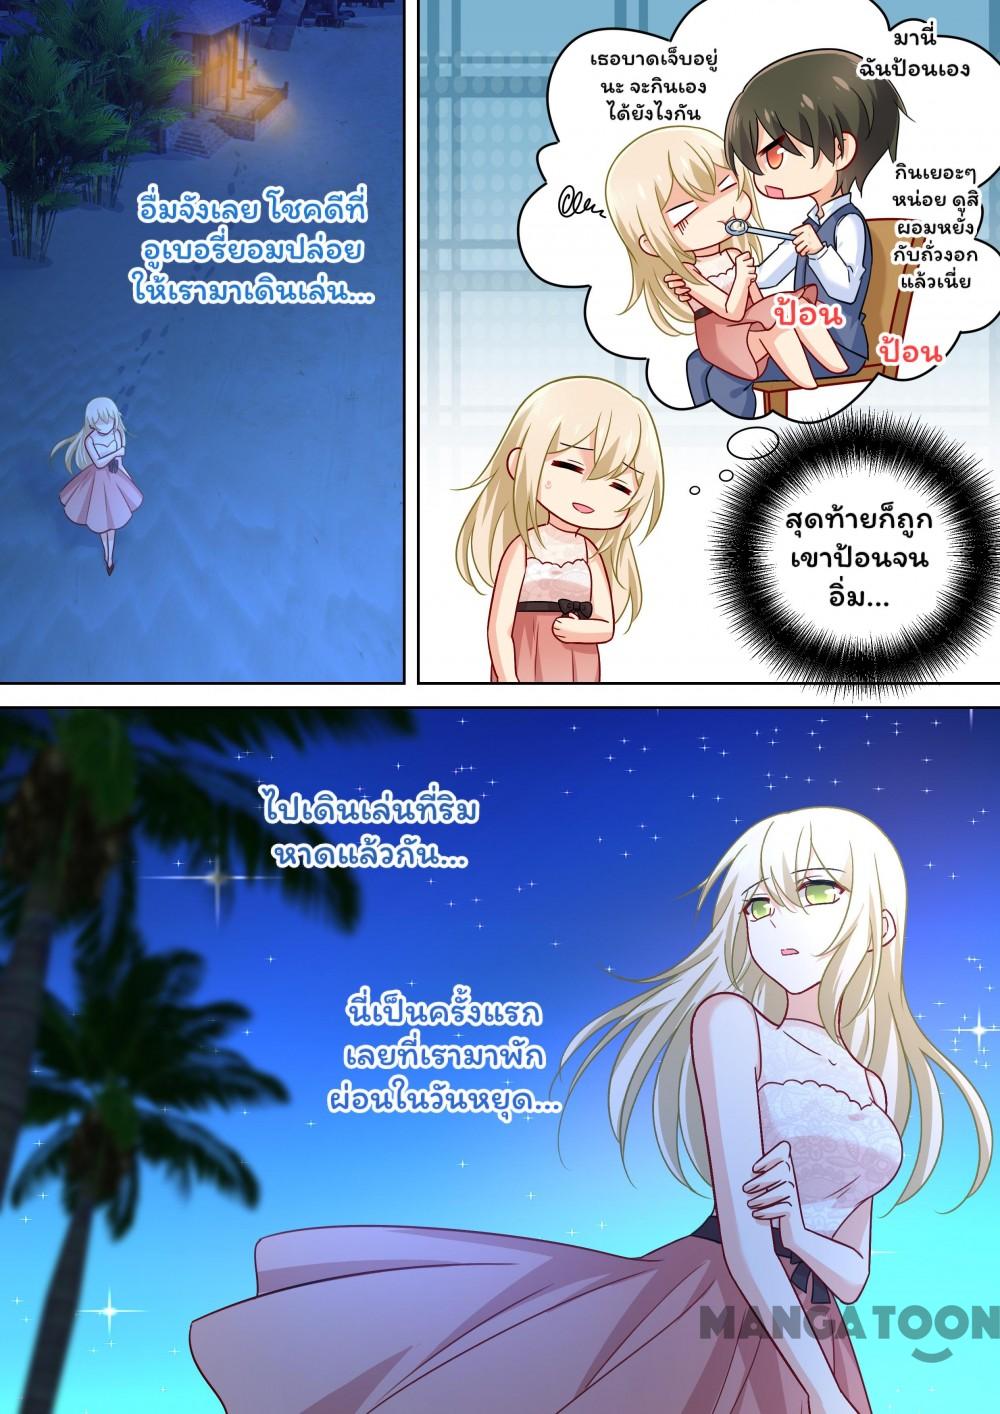 อื่มจังเลย โชคดีที่
อูเบอรี่ยอมปล่อย
ให้เรามาเดินเล่น...
เธอบาดเจ็บอยู่
นะ จะกินเอง
ได้ยังไงกัน
มานี่
ฉันป้อนเอง
กินเยอะๆ
หน่อย ดูสิ
ผอมหยั่ง
กับถั่วงอก
แล้วเนี่ย
ป้อน
ป้อน
สุดท้ายก็ถูก
เขาป้อนจน
อิ่ม...
ไปเดินเล่นที่ริม
หาดแล้วกัน...
นี่เป็นครั้งแรก
เลยที่เรามาพัก
ผ่อนในวันหยุด...
MANGATOON